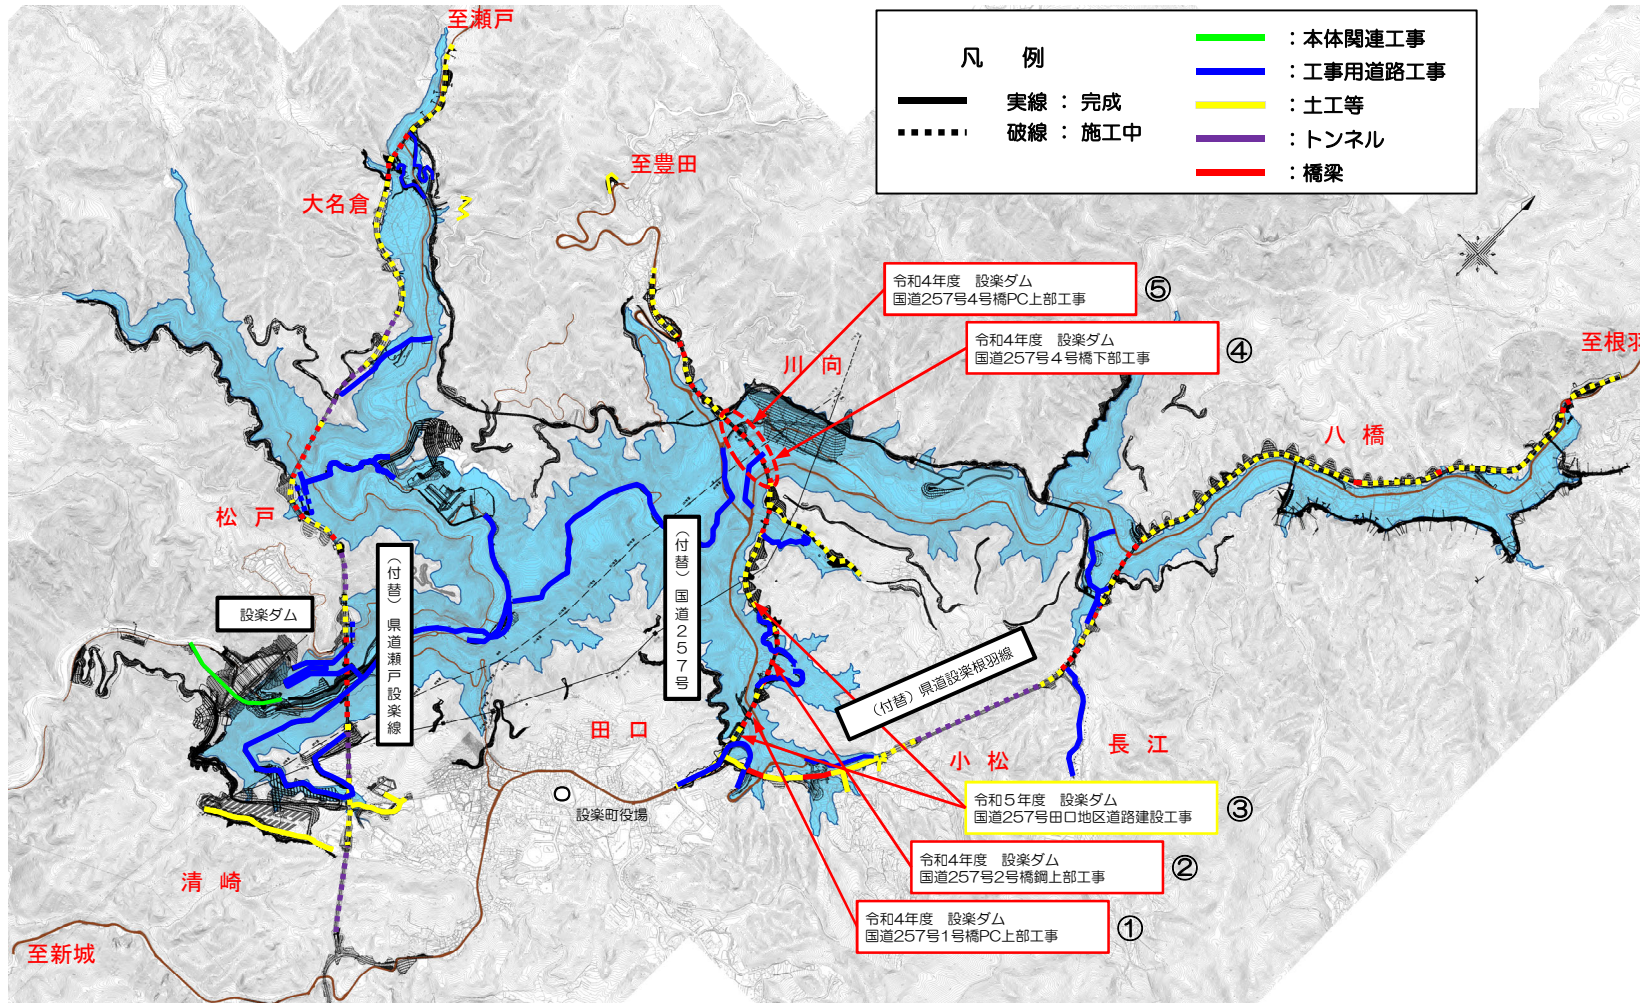 至瀬戸
凡　例
実線 ： 完成
破線 ： 施工中
：本体関連工事
：工事用道路工事
：土工等
：トンネル
：橋梁
至豊田
大名倉
令和4年度　設楽ダム
国道257号4号橋PC上部工事
⑤
令和4年度　設楽ダム
国道257号４号橋下部工事
④
川 向
至根羽
八 橋
松 戸
設楽ダム
（付替）県道瀬戸設楽線
（付替）国道２５７号
（付替）県道設楽根羽線
田 口
小 松
長 江
設楽町役場
令和５年度　設楽ダム
国道257号田口地区道路建設工事
③
令和4年度　設楽ダム
国道257号2号橋鋼上部工事
②
令和4年度　設楽ダム
国道257号1号橋PC上部工事
①
清 崎
至新城